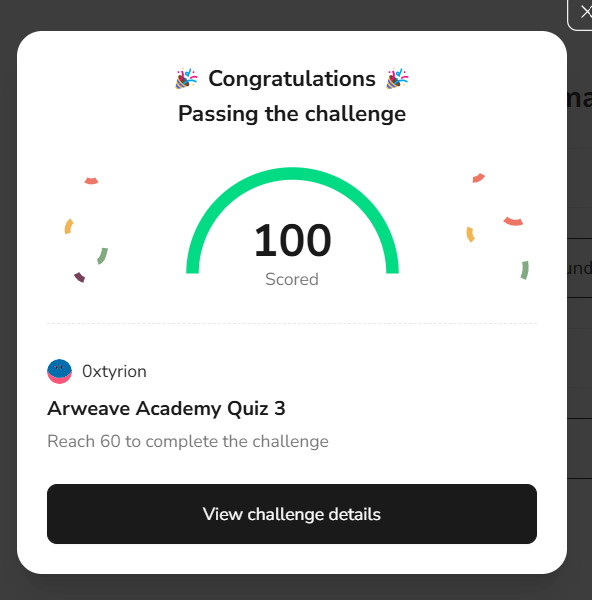 🎉 Congratulations 🎉
Passing the challenge
100
Scored
0xtyrion
Arweave Academy Quiz 3
Reach 60 to complete the challenge
View challenge details